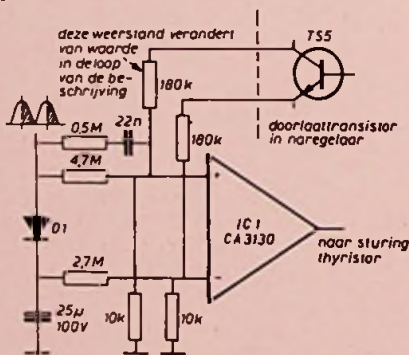 deze weerstand verandert
van waarde
in de loop
van de be-
schrijving
TS5
180k
22n
0,5M
180k
doorlaattransistor
in naregelaar
4,7M
+
D1
IC1
CA3130
naar sturing
thyristor
2,7M
-
25µ
100V
10k
10k